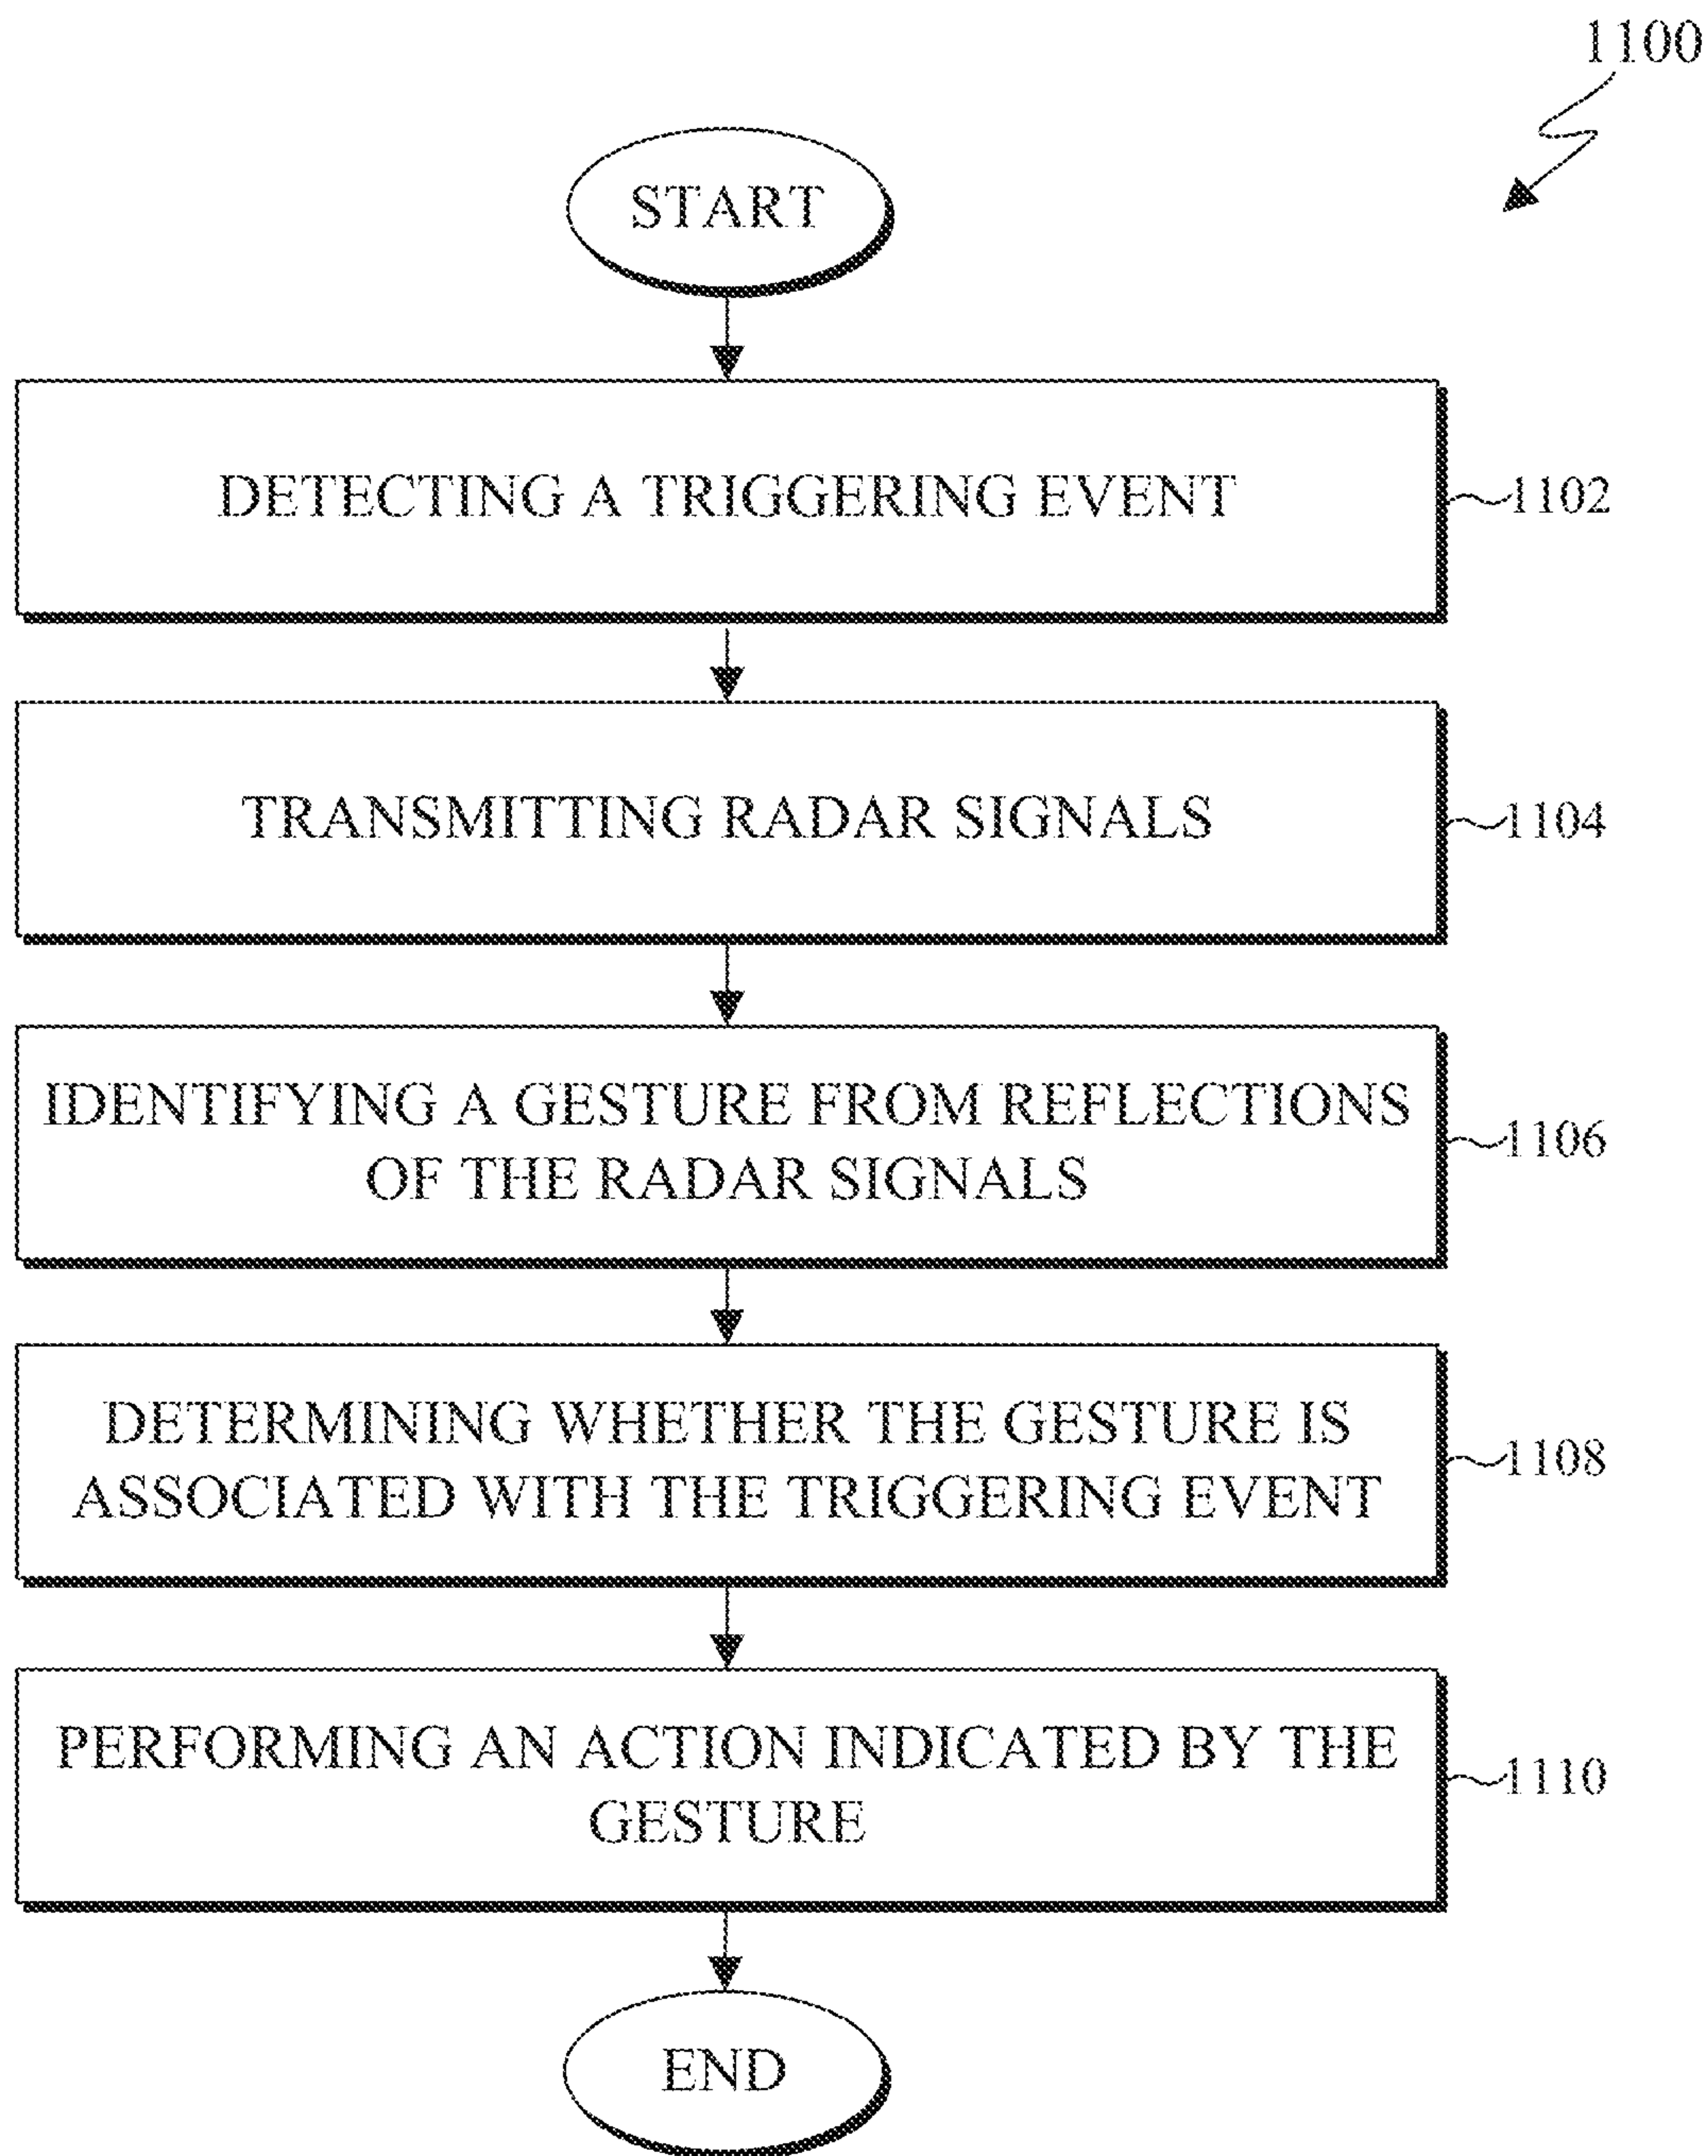 1100
START
DETECTING A TRIGGERING EVENT
1102
TRANSMITTING RADAR SIGNALS
1104
IDENTIFYING A GESTURE FROM REFLECTIONS
OF THE RADAR SIGNALS
1106
DETERMINING WHETHER THE GESTURE IS
ASSOCIATED WITH THE TRIGGERING EVENT
1108
PERFORMING AN ACTION INDICATED BY THE
GESTURE
1110
END